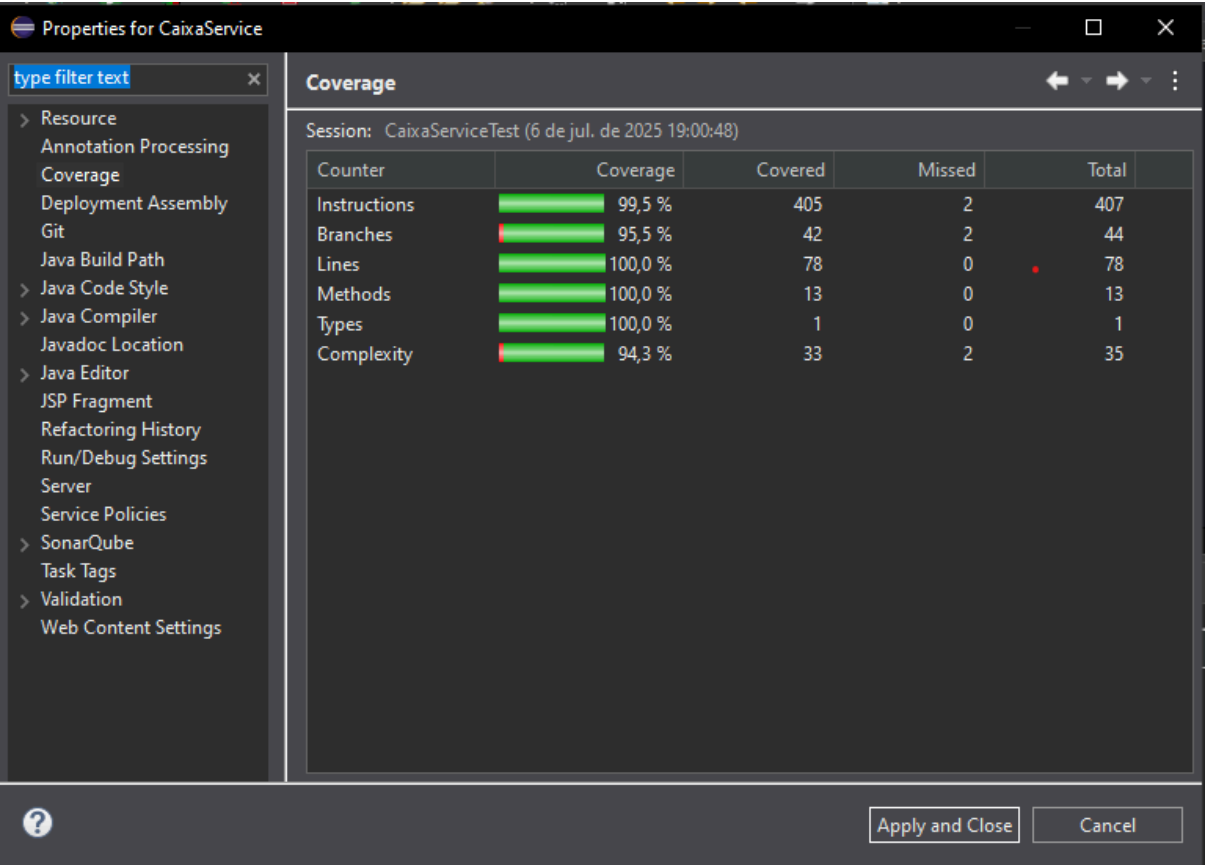 Properties for CaixaService
type filter text
Resource
Annotation Processing
Coverage
Deployment Assembly
Git
Java Build Path
Java Code Style
Java Compiler
Javadoc Location
Java Editor
JSP Fragment
Refactoring History
Run/Debug Settings
Server
Service Policies
SonarQube
Task Tags
Validation
Web Content Settings
Coverage
Session: CaixaServiceTest (6 de jul. de 2025 19:00:48)
Counter Coverage Covered Missed Total
Instructions 99,5 % 405 2 407
Branches 95,5 % 42 2 44
Lines 100,0 % 78 0 78
Methods 100,0 % 13 0 13
Types 100,0 % 1 0 1
Complexity 94,3 % 33 2 35
Apply and Close Cancel